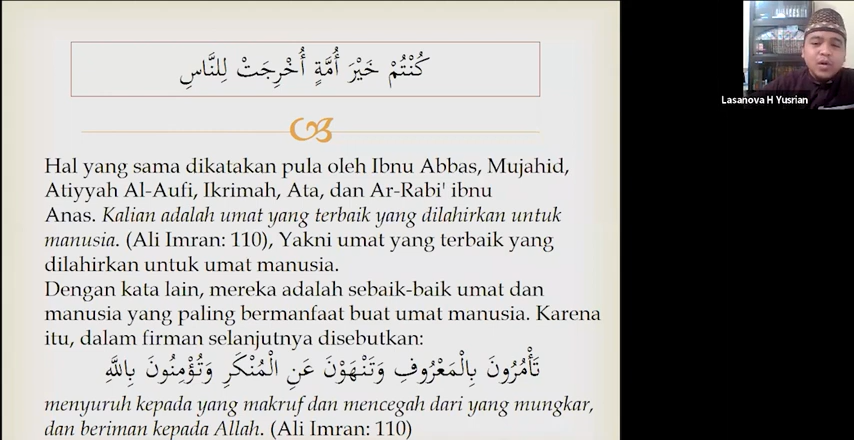 كُنْتُمْ خَيْرَ أُمَّةٍ أُخْرِجَتْ لِلنَّاسِ
Hal yang sama dikatakan pula oleh Ibnu Abbas, Mujahid,
Atiyyah Al-Aufi, Ikrimah, Ata, dan Ar-Rabi' ibnu
Anas. Kalian adalah umat yang terbaik yang dilahirkan untuk
manusia. (Ali Imran: 110), Yakni umat yang terbaik yang
dilahirkan untuk umat manusia.
Dengan kata lain, mereka adalah sebaik-baik umat dan
manusia yang paling bermanfaat buat umat manusia. Karena
itu, dalam firman selanjutnya disebutkan:
تَأْمُرُونَ بِالْمَعْرُوفِ وَتَنْهَوْنَ عَنِ الْمُنْكَرِ وَتُؤْمِنُونَ بِاللَّهِ
menyuruh kepada yang makruf dan mencegah dari yang mungkar,
dan beriman kepada Allah. (Ali Imran: 110)
Lasanova H Yusrian